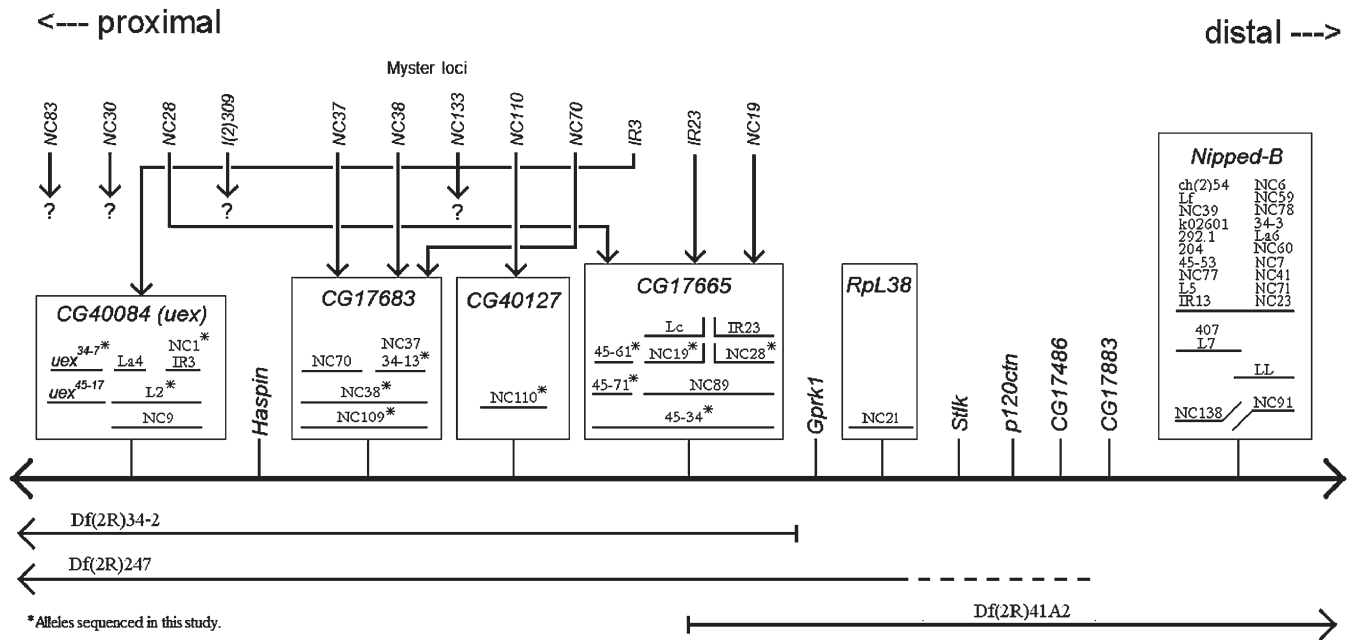 <--- proximal
distal --->
Myster loci
NC83
NC30
NC28
l(2)309
NC37
NC38
NC133
NC110
NC70
IR3
IR23
NC19
?
?
?
?
CG40084 (uex)
uex34-7*
La4
NC1*
IR3
uex45-17
L2*
NC9
Haspin
CG17683
NC70
NC37
34-13*
NC38*
NC109*
CG40127
NC110*
CG17665
Lc
IR23
45-61*
NC19*
NC28*
45-71*
NC89
45-34*
Gprk1
RpL38
NC21
Stlk
p120ctn
CG17486
CG17883
Nipped-B
ch(2)54 NC6
Lf NC59
NC39 NC78
k02601 34-3
292.1 La6
204 NC60
45-53 NC7
NC77 NC41
L5 NC71
IR13 NC23
407
L7
LL
NC138 NC91
Df(2R)34-2
Df(2R)247
Df(2R)41A2
*Alleles sequenced in this study.